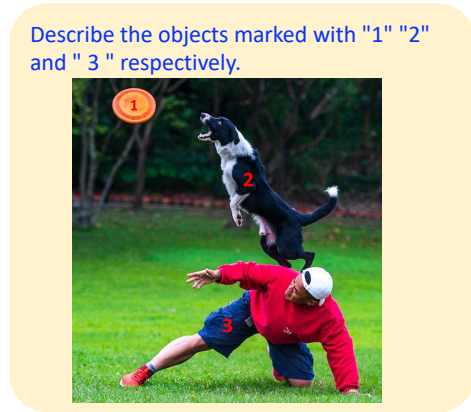 Describe the objects marked with "1" "2"
and " 3 " respectively.
1
2
3